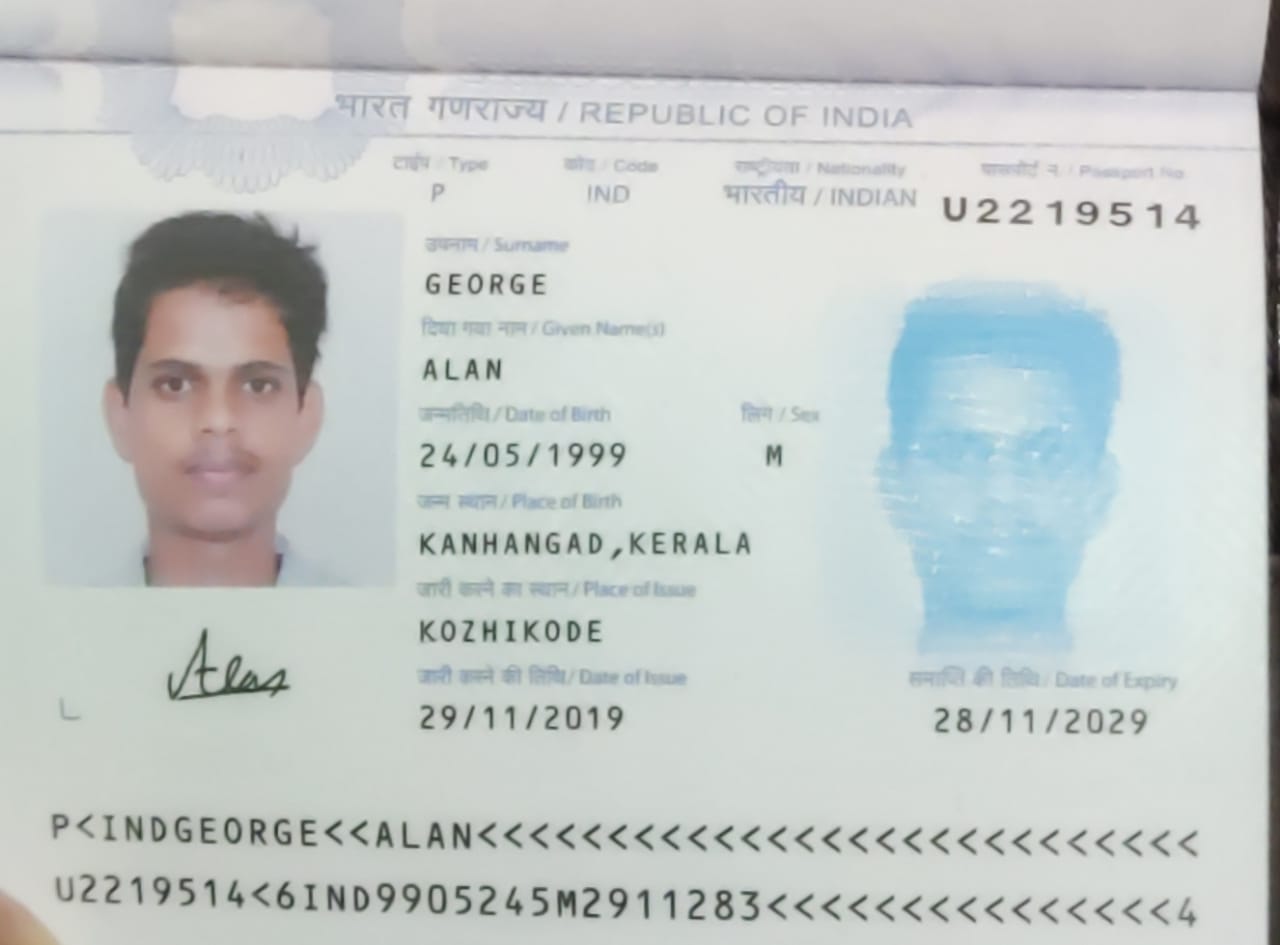 भारत गणराज्य / REPUBLIC OF INDIA
टाईप / Type कोड / Code राष्ट्रीयता / Nationality पासपोर्ट न. / Passport No.
P IND भारतीय / INDIAN U2219514
उपनाम / Surname
GEORGE
दिया गया नाम / Given Name(s)
ALAN
जन्मतिथि / Date of Birth लिंग / Sex
24/05/1999 M
जन्म स्थान / Place of Birth
KANHANGAD,KERALA
जारी करने का स्थान / Place of Issue
KOZHIKODE
Alan
जारी करने की तिथि / Date of Issue समाप्ति की तिथि / Date of Expiry
29/11/2019 28/11/2029
P<INDGEORGE<<ALAN<<<<<<<<<<<<<<<<<<<<<<<<<<<
U2219514<6IND9905245M2911283<<<<<<<<<<<<<<<4